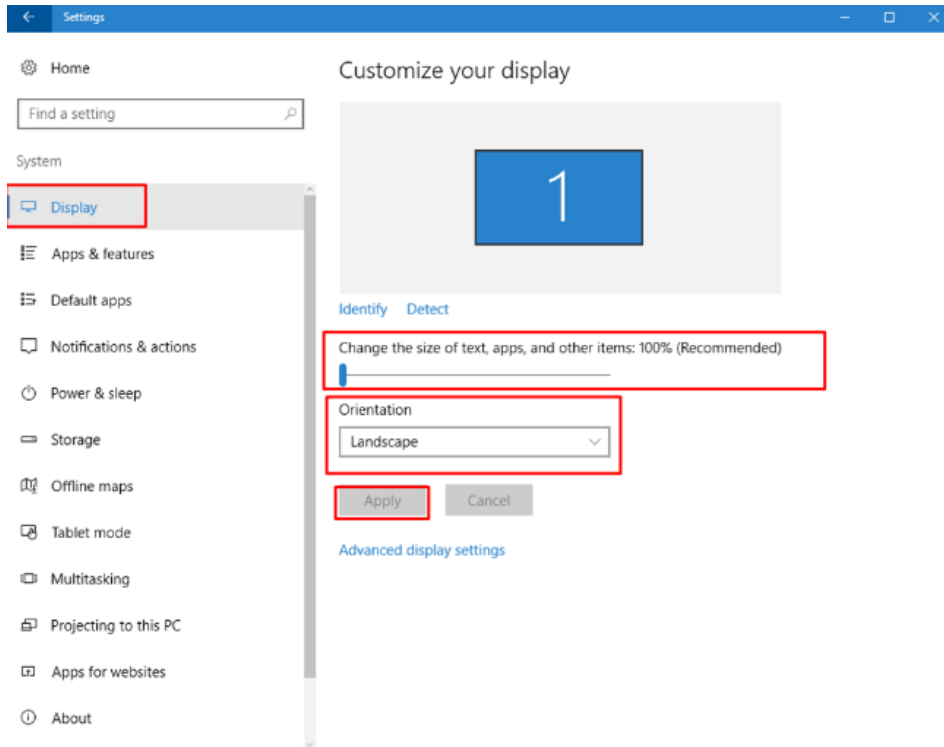 Settings
Home
Find a setting
System
Display
Apps & features
Default apps
Notifications & actions
Power & sleep
Storage
Offline maps
Tablet mode
Multitasking
Projecting to this PC
Apps for websites
About
Customize your display
1
Identify Detect
Change the size of text, apps, and other items: 100% (Recommended)
Orientation
Landscape
Apply Cancel
Advanced display settings